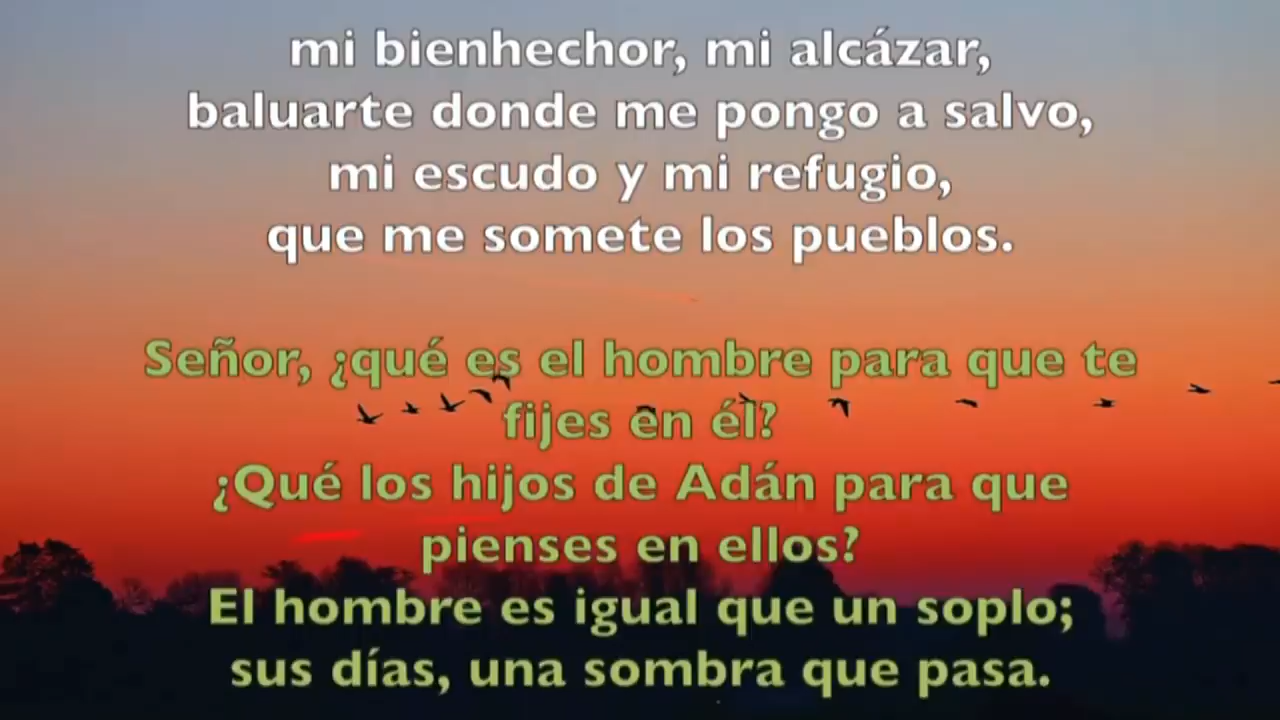 mi bienhechor, mi alcázar,
baluarte donde me pongo a salvo,
mi escudo y mi refugio,
que me somete los pueblos.
Señor, ¿qué es el hombre para que te
fijes en él?
¿Qué los hijos de Adán para que
pienses en ellos?
El hombre es igual que un soplo;
sus días, una sombra que pasa.